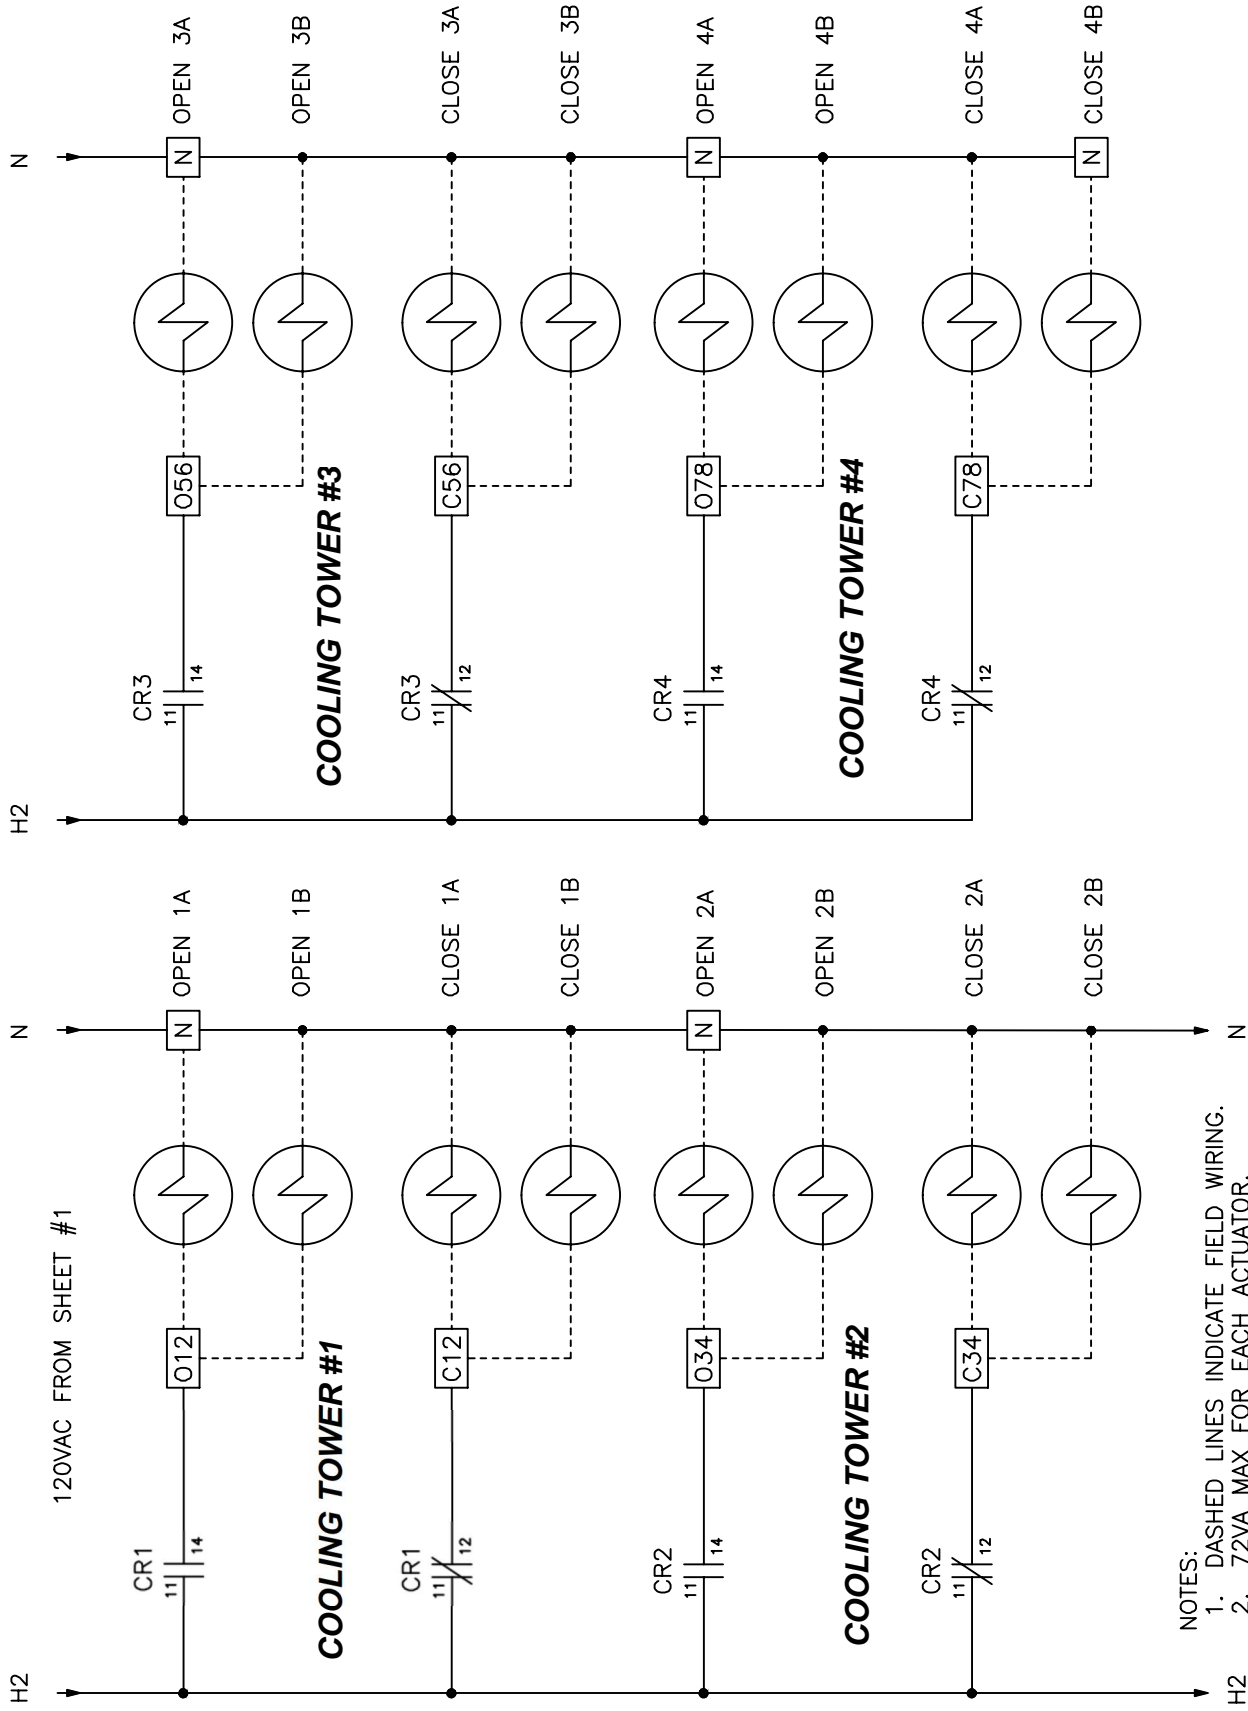 120VAC FROM SHEET #1
H2
N
CR1
11
14
O12
N
OPEN 1A
OPEN 1B
COOLING TOWER #1
CR1
11
12
C12
CLOSE 1A
CLOSE 1B
CR2
11
14
O34
N
OPEN 2A
OPEN 2B
COOLING TOWER #2
CR2
11
12
C34
CLOSE 2A
CLOSE 2B
H2
N
NOTES:
1. DASHED LINES INDICATE FIELD WIRING.
2. 72VA MAX FOR EACH ACTUATOR.
H2
N
CR3
11
14
O56
N
OPEN 3A
OPEN 3B
COOLING TOWER #3
CR3
11
12
C56
CLOSE 3A
CLOSE 3B
CR4
11
14
O78
N
OPEN 4A
OPEN 4B
COOLING TOWER #4
CR4
11
12
C78
CLOSE 4A
N
CLOSE 4B